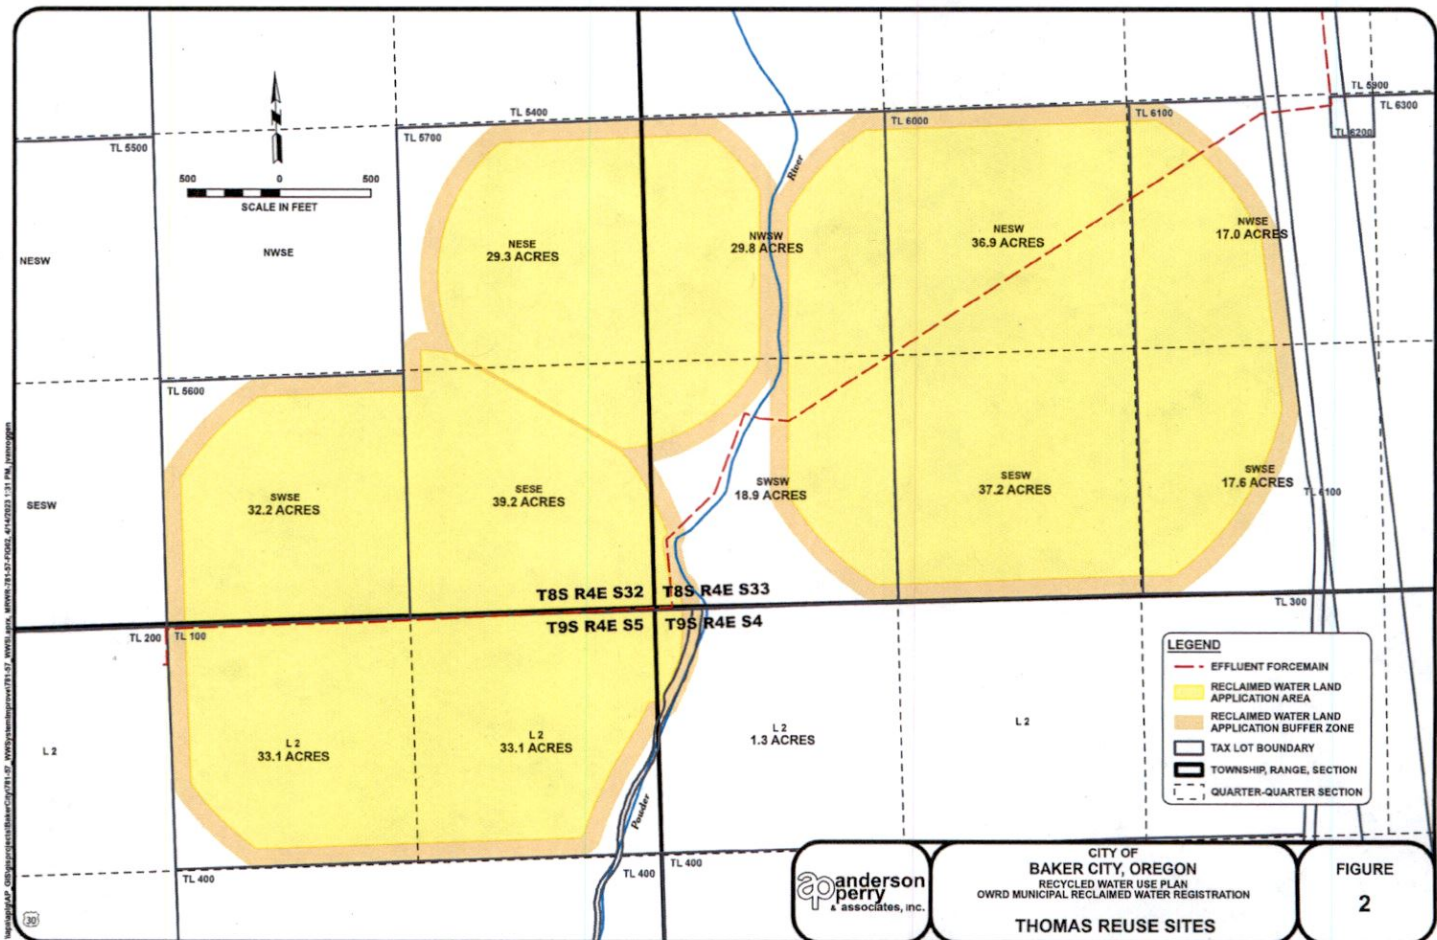 TL 5900
TL 6300
TL 6200
TL 5400
TL 5500
TL 5700
TL 6000
TL 6100
River
500 0 500
SCALE IN FEET
NESW
NWSE
NESE
29.3 ACRES
NWSW
29.8 ACRES
NESW
36.9 ACRES
NWSE
17.0 ACRES
TL 5600
SESW
SWSE
32.2 ACRES
SESE
39.2 ACRES
SWSW
18.9 ACRES
SESW
37.2 ACRES
SWSE
17.6 ACRES
TL 6100
T8S R4E S32
T8S R4E S33
TL 300
T9S R4E S5
T9S R4E S4
TL 200
TL 100
L 2
L 2
33.1 ACRES
L 2
33.1 ACRES
L 2
1.3 ACRES
L 2
Powder
LEGEND
EFFLUENT FORCEMAIN
RECLAIMED WATER LAND
APPLICATION AREA
RECLAIMED WATER LAND
APPLICATION BUFFER ZONE
TAX LOT BOUNDARY
TOWNSHIP, RANGE, SECTION
QUARTER-QUARTER SECTION
TL 400
TL 400
TL 400
30
ap anderson
perry
& associates, inc.
CITY OF
BAKER CITY, OREGON
RECYCLED WATER USE PLAN
OWRD MUNICIPAL RECLAIMED WATER REGISTRATION
THOMAS REUSE SITES
FIGURE
2